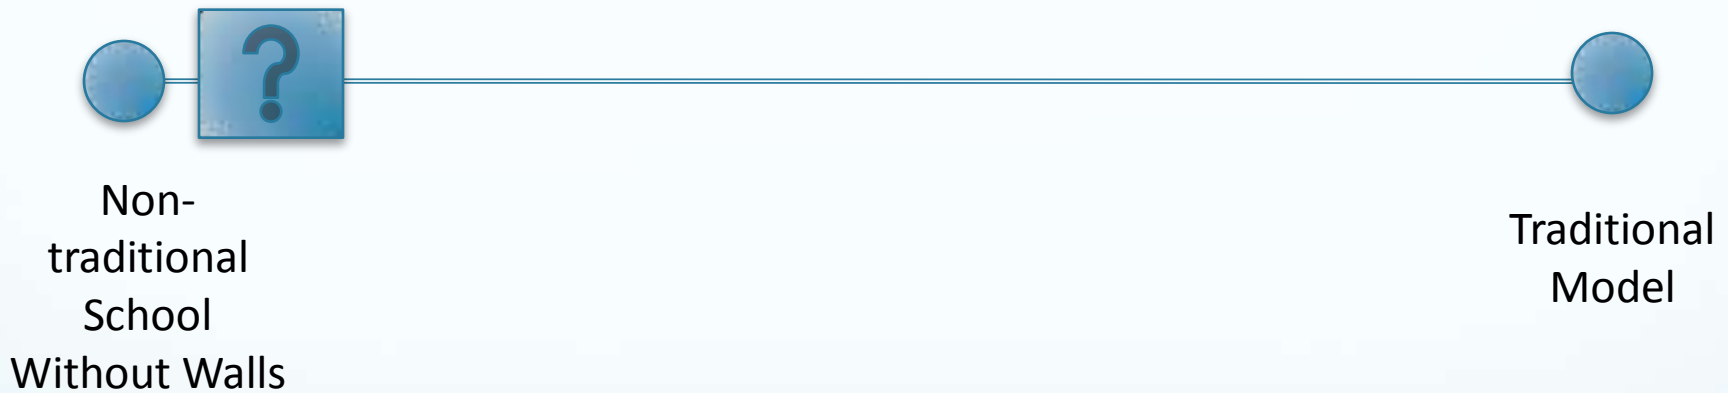 ?
Non-
traditional
School
Without Walls
Traditional
Model